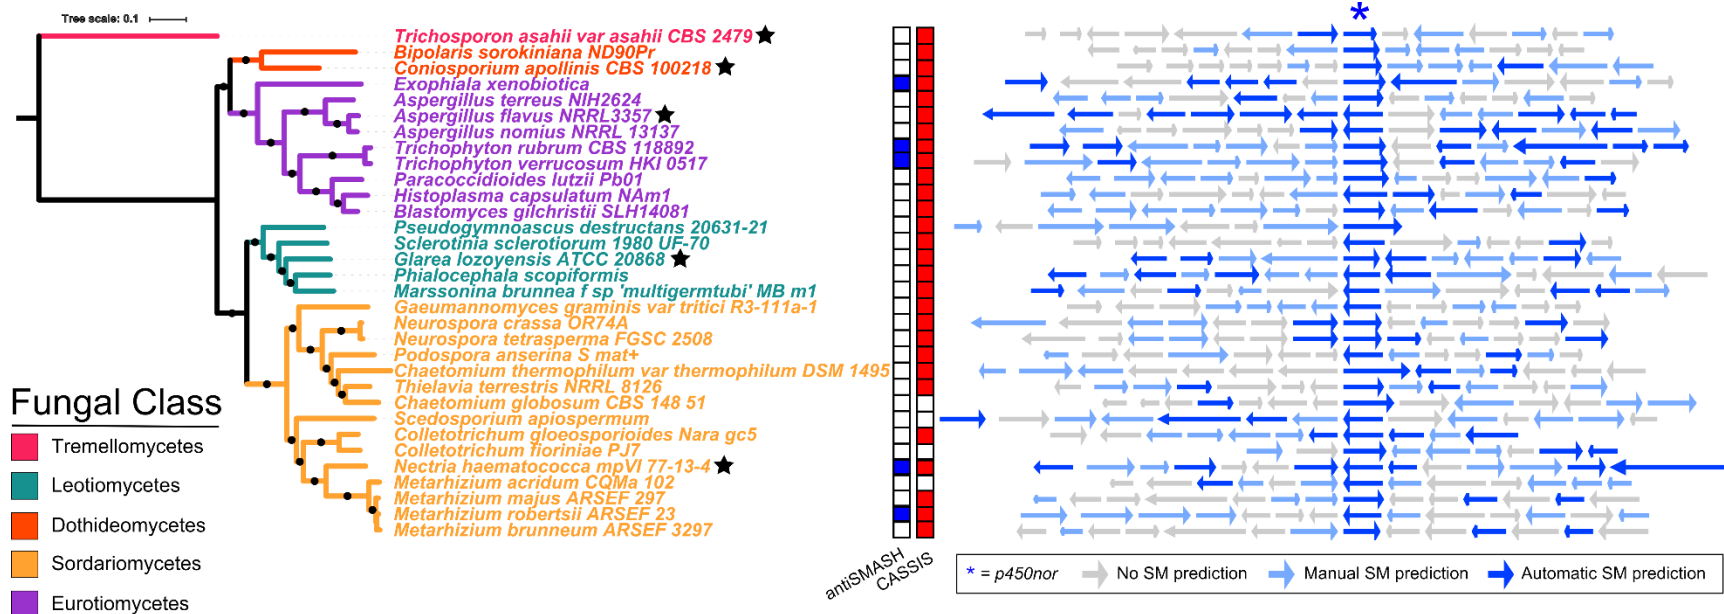 Tree scale: 0.1
*
Trichosporon asahii var asahii CBS 2479
Bipolaris sorokiniana ND90Pr
Coniosporium apollinis CBS 100218
Exophiala xenobiotica
Aspergillus terreus NIH2624
Aspergillus flavus NRRL3357
Aspergillus nomius NRRL 13137
Trichophyton rubrum CBS 118892
Trichophyton verrucosum HKI 0517
Paracoccidioides lutzii Pb01
Histoplasma capsulatum NAm1
Blastomyces gilchristii SLH14081
Pseudogymnoascus destructans 20631-21
Sclerotinia sclerotiorum 1980 UF-70
Glarea lozoyensis ATCC 20868
Phialocephala scopiformis
Marssonina brunnea f sp 'multigermtubi' MB m1
Gaeumannomyces graminis var tritici R3-111a-1
Neurospora crassa OR74A
Neurospora tetrasperma FGSC 2508
Podospora anserina S mat+
Chaetomium thermophilum var thermophilum DSM 1495
Thielavia terrestris NRRL 8126
Chaetomium globosum CBS 148 51
Scedosporium apiospermum
Colletotrichum gloeosporioides Nara gc5
Colletotrichum fioriniae PJ7
Nectria haematococca mpVI 77-13-4
Metarhizium acridum CQMa 102
Metarhizium majus ARSEF 297
Metarhizium robertsii ARSEF 23
Metarhizium brunneum ARSEF 3297
Fungal Class
Tremellomycetes
Leotiomycetes
Dothideomycetes
Sordariomycetes
Eurotiomycetes
antiSMASH
CASSIS
* = p450nor
No SM prediction
Manual SM prediction
Automatic SM prediction